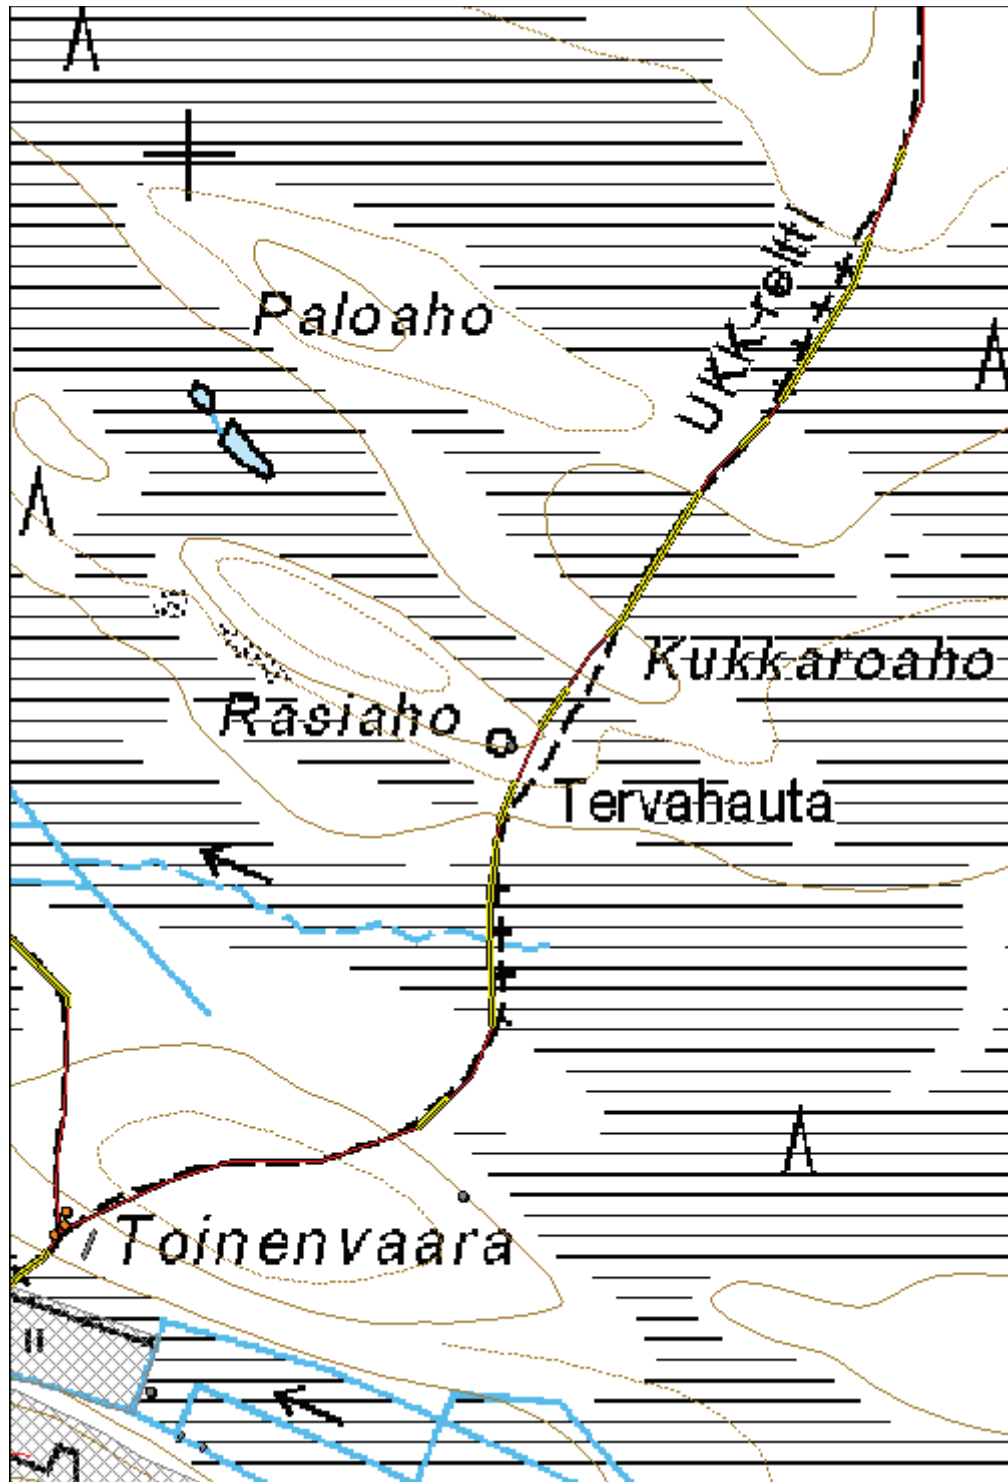 UKK-reitti
Paloaho
Kukkaroaho
Rasiaho
Tervahauta
Toinenvaara